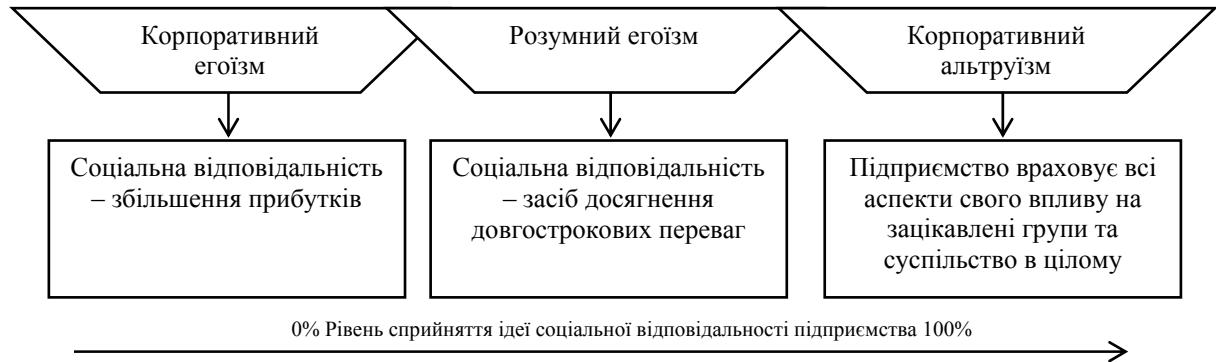 Корпоративний
егоїзм
Розумний егоїзм
Корпоративний
альтруїзм
Соціальна відповідальність
– збільшення прибутків
Соціальна відповідальність
– засіб досягнення
довгострокових переваг
Підприємство враховує всі
аспекти свого впливу на
зацікавлені групи та
суспільство в цілому
0% Рівень сприйняття ідеї соціальної відповідальності підприємства 100%